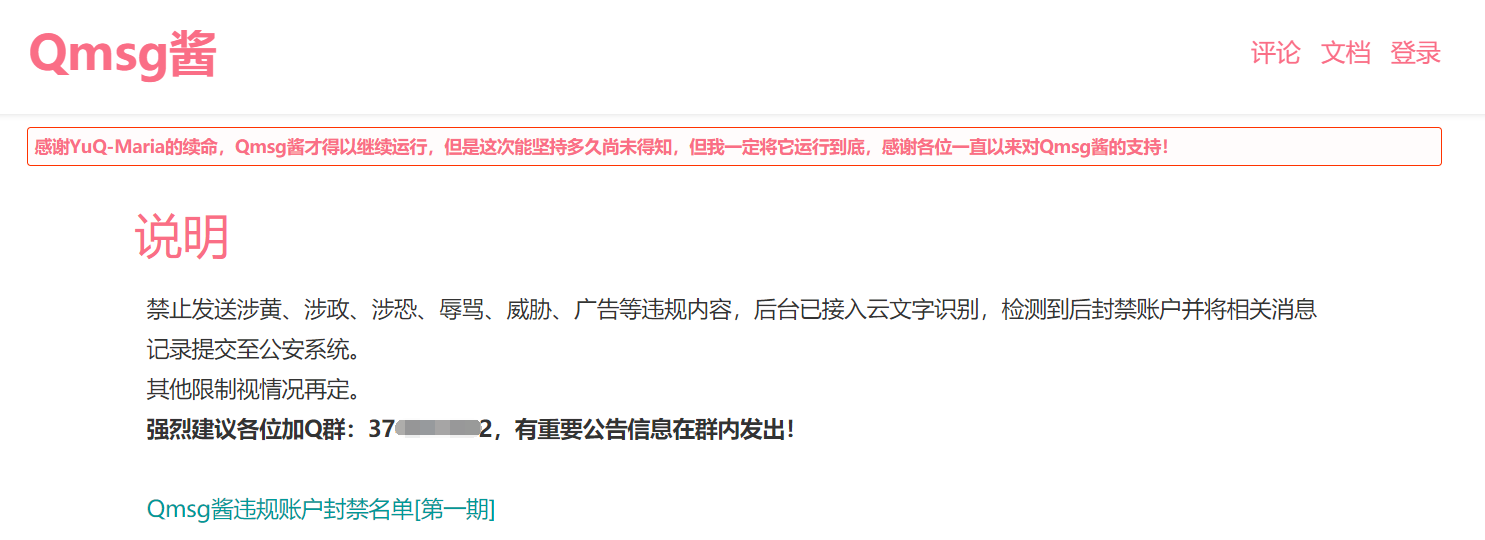 Qmsg酱
评论 文档 登录
感谢YuQ-Maria的续命，Qmsg酱才得以继续运行，但是这次能坚持多久尚未得知，但我一定将它运行到底，感谢各位一直以来对Qmsg酱的支持！
说明
禁止发送涉黄、涉政、涉恐、辱骂、威胁、广告等违规内容，后台已接入云文字识别，检测到后封禁账户并将相关消息
记录提交至公安系统。
其他限制视情况再定。
强烈建议各位加Q群：37 2，有重要公告信息在群内发出！
Qmsg酱违规账户封禁名单[第一期]